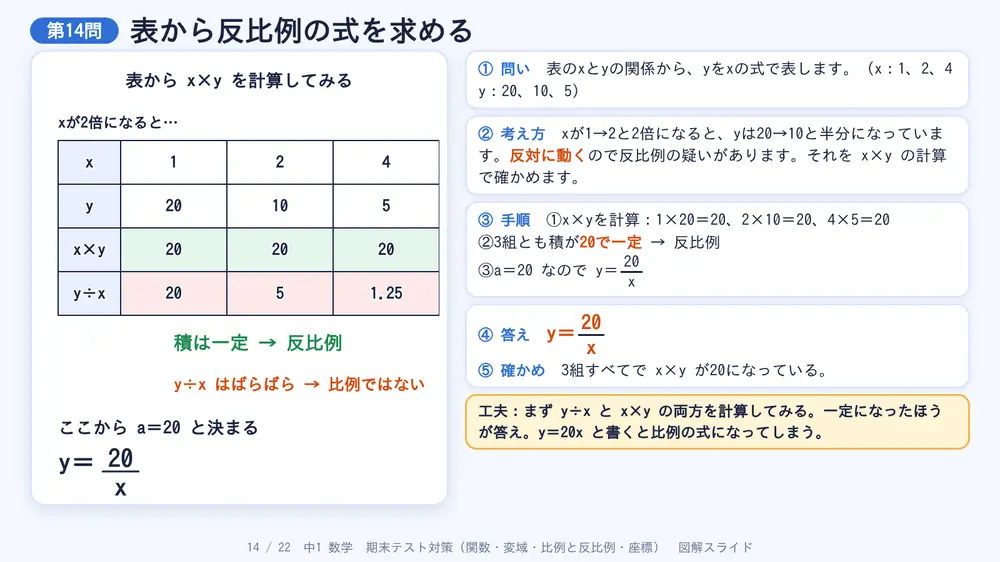 第14問 表から反比例の式を求める
表から x×y を計算してみる
xが2倍になると…
x 1 2 4
y 20 10 5
x×y 20 20 20
y÷x 20 5 1.25
積は一定 → 反比例
y÷x はばらばら → 比例ではない
ここから a=20 と決まる
y=20/x
① 問い 表のxとyの関係から、yをxの式で表します。（x：1、2、4
y：20、10、5）
② 考え方 xが1→2と2倍になると、yは20→10と半分になっていま
す。反対に動くので反比例の疑いがあります。それを x×y の計算
で確かめます。
③ 手順 ①x×yを計算：1×20＝20、2×10＝20、4×5＝20
②3組とも積が20で一定 → 反比例
③a＝20 なので y＝20/x
④ 答え y＝20/x
⑤ 確かめ 3組すべてで x×y が20になっている。
工夫：まず y÷x と x×y の両方を計算してみる。一定になったほう
が答え。y＝20x と書くと比例の式になってしまう。
14 / 22 中1 数学 期末テスト対策（関数・変域・比例と反比例・座標） 図解スライド